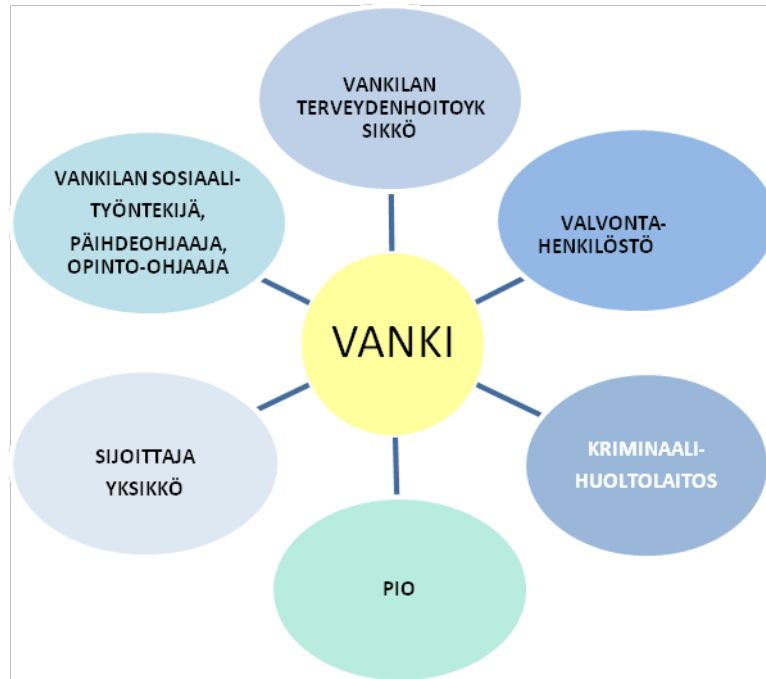 VANKILAN
TERVEYDENHOITOYK
SIKKÖ
VANKILAN SOSIAALI-
TYÖNTEKIJÄ,
PÄIHDEOHJAAJA,
OPINTO-OHJAAJA
VALVONTA-
HENKILÖSTÖ
VANKI
SIJOITTAJA
YKSIKKÖ
KRIMINAALI-
HUOLTOLAITOS
PIO